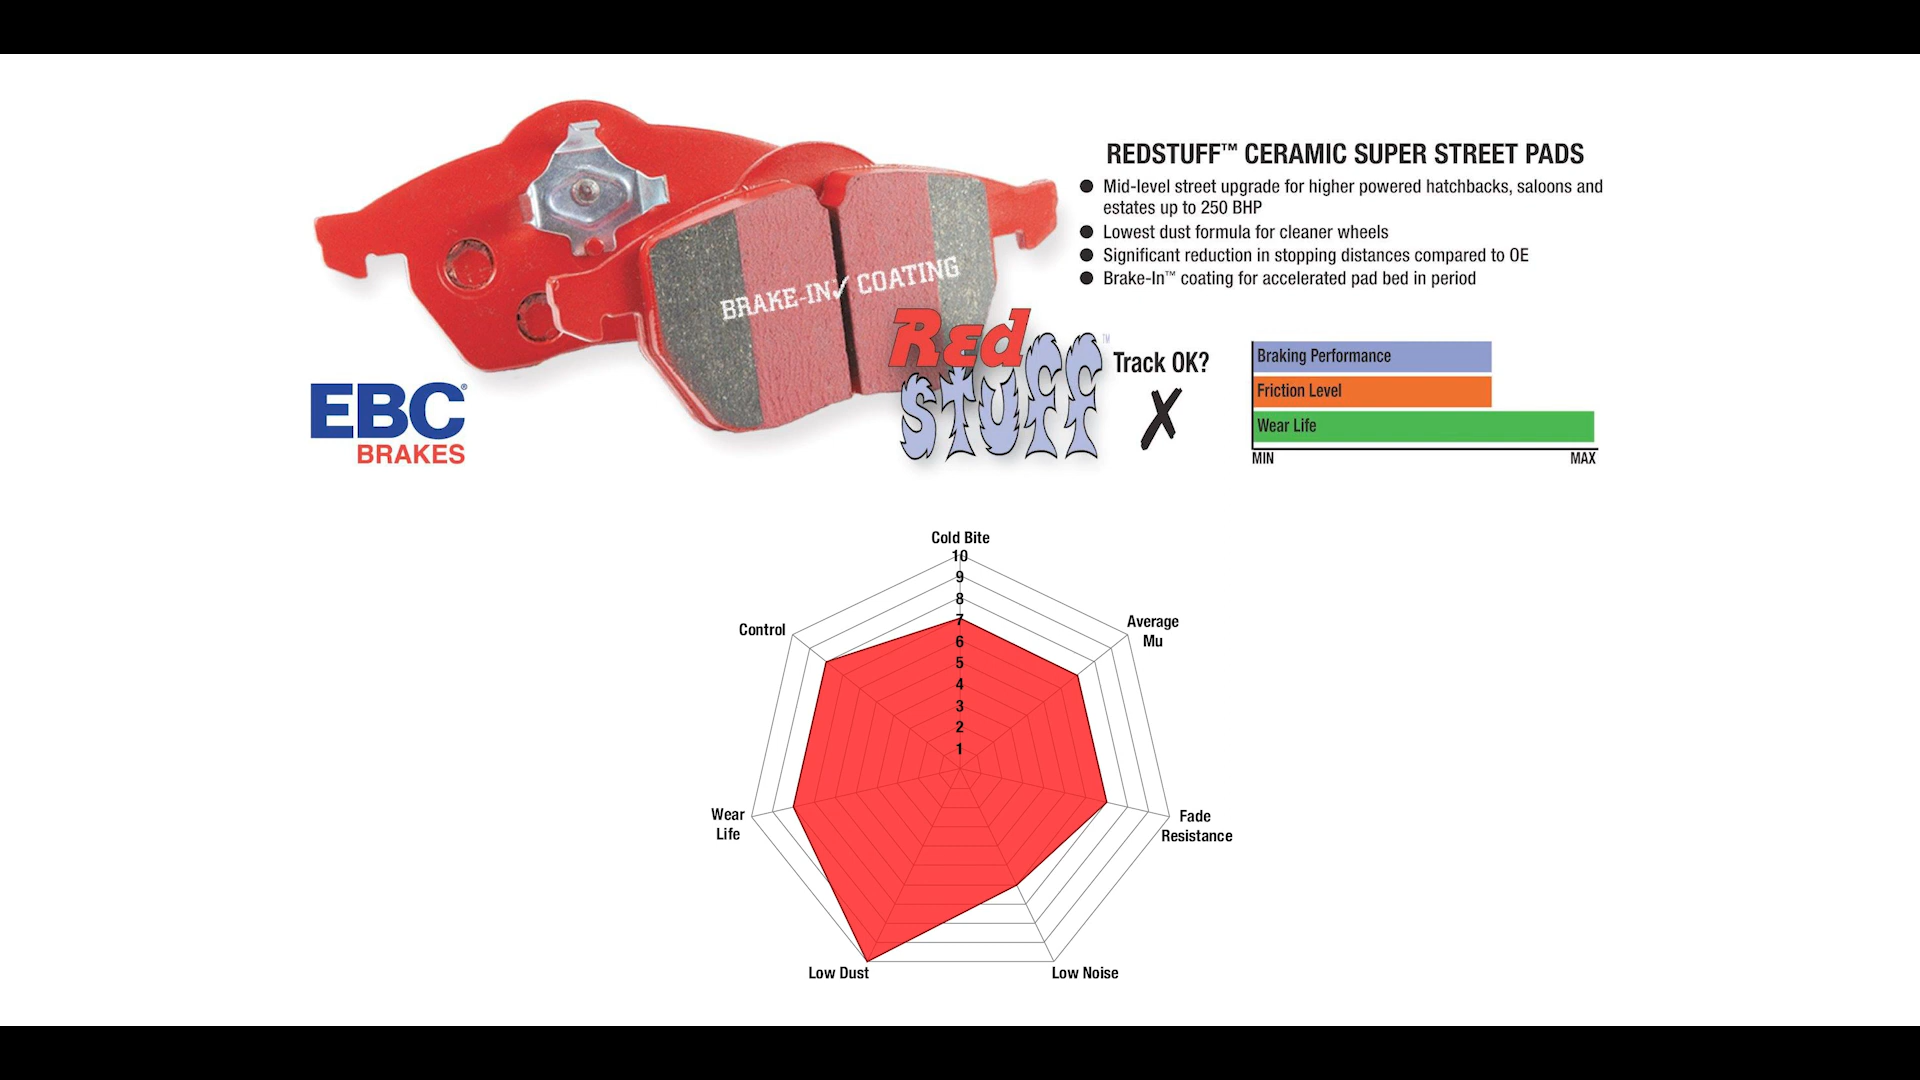 REDSTUFF™ CERAMIC SUPER STREET PADS
● Mid-level street upgrade for higher powered hatchbacks, saloons and
estates up to 250 BHP
● Lowest dust formula for cleaner wheels
● Significant reduction in stopping distances compared to OE
● Brake-In™ coating for accelerated pad bed in period
BRAKE-IN✓ COATING
RED
STUFF™
EBC®
BRAKES
Track OK?
X
Braking Performance
Friction Level
Wear Life
MIN MAX
Cold Bite
10
9
8
7
6
5
4
3
2
1
Average
Mu
Fade
Resistance
Low Noise
Low Dust
Wear
Life
Control